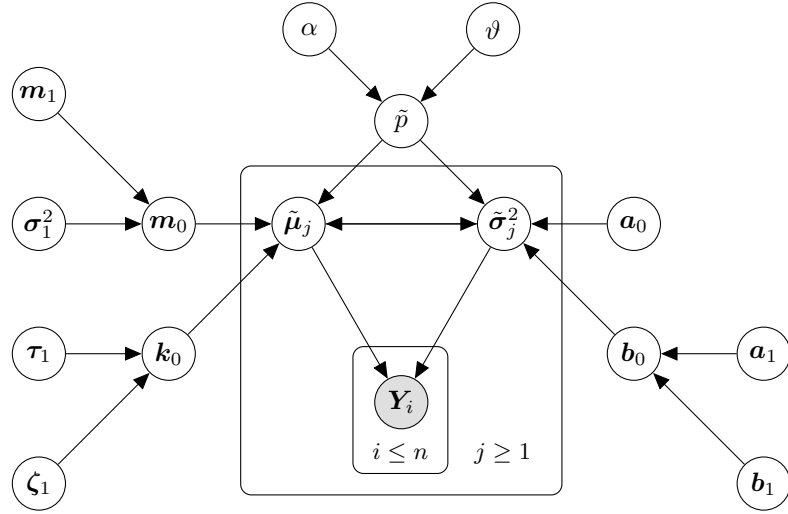 α ϑ
𝒎₁ p̃
𝝈₁² 𝒎₀ 𝝁̃ⱼ 𝝈̃ⱼ² 𝒂₀
𝝉₁ 𝒌₀ 𝒃₀ 𝒂₁
𝒀ᵢ
i ≤ n j ≥ 1
𝜻₁ 𝒃₁